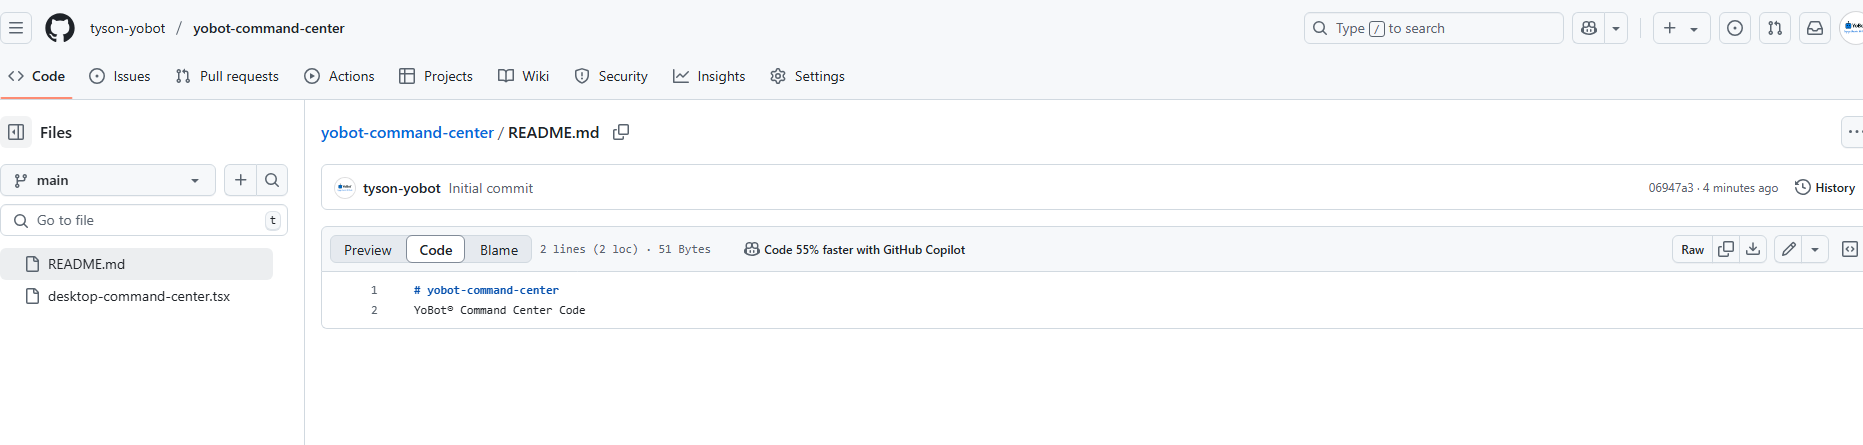 tyson-yobot / yobot-command-center
Type / to search
Code
Issues
Pull requests
Actions
Projects
Wiki
Security
Insights
Settings
Files
main
Go to file
t
README.md
desktop-command-center.tsx
yobot-command-center / README.md
tyson-yobot Initial commit
06947a3 · 4 minutes ago
History
Preview
Code
Blame
2 lines (2 loc) · 51 Bytes
Code 55% faster with GitHub Copilot
Raw
1 # yobot-command-center
2 YoBot® Command Center Code